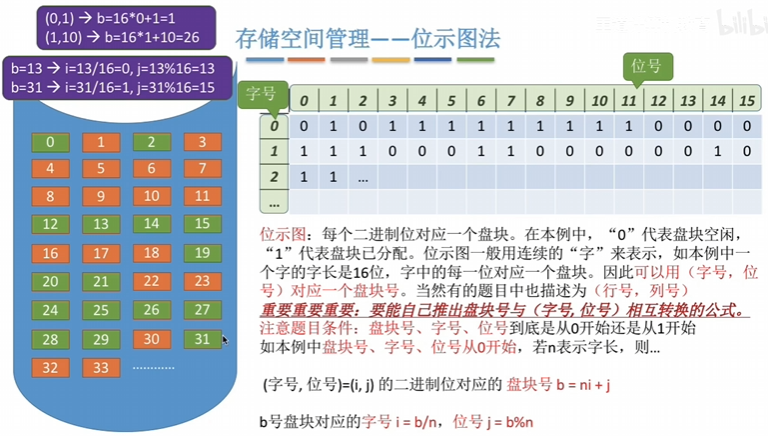 (0,1) → b=16*0+1=1
(1,10) → b=16*1+10=26
b=13 → i=13/16=0, j=13%16=13
b=31 → i=31/16=1, j=31%16=15
存储空间管理——位示图法
bilibi
字号
位号
0 1 2 3 4 5 6 7 8 9 10 11 12 13 14 15
0 0 1 0 1 1 1 1 1 1 1 1 1 0 0 0 0
1 1 1 1 0 0 0 1 1 0 0 0 0 0 0 1 0
2 1 1 ...
...
0 1 2 3
4 5 6 7
8 9 10 11
12 13 14 15
16 17 18 19
20 21 22 23
24 25 26 27
28 29 30 31
32 33 …………
位示图：每个二进制位对应一个盘块。在本例中，“0”代表盘块空闲，
“1”代表盘块已分配。位示图一般用连续的“字”来表示，如本例中一
个字的字长是16位，字中的每一位对应一个盘块。因此可以用（字号，位
号）对应一个盘块号。当然有的题目中也描述为（行号，列号）
重要重要重要：要能自己推出盘块号与（字号, 位号）相互转换的公式。
注意题目条件：盘块号、字号、位号到底是从0开始还是从1开始
如本例中盘块号、字号、位号从0开始，若n表示字长，则...
(字号, 位号)=(i, j) 的二进制位对应的 盘块号 b = ni + j
b号盘块对应的字号 i = b/n，位号 j = b%n